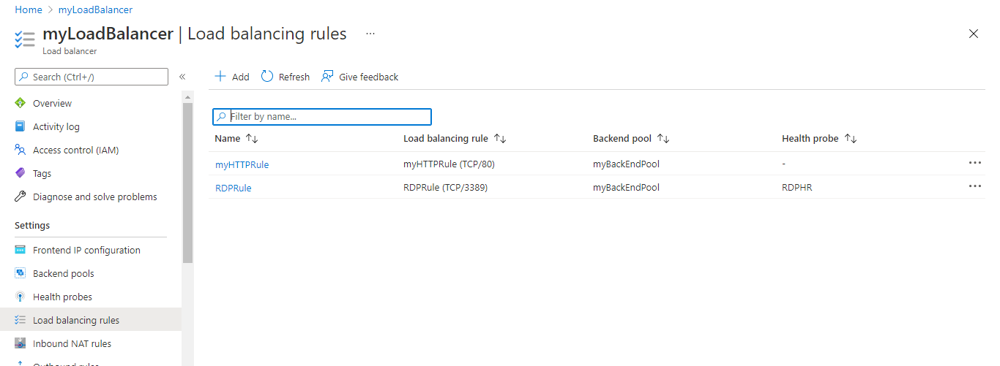 Home > myLoadBalancer
myLoadBalancer | Load balancing rules ...
Load balancer
Search (Ctrl+/) «
Add Refresh Give feedback
Overview
Activity log
Access control (IAM)
Tags
Diagnose and solve problems
Settings
Frontend IP configuration
Backend pools
Health probes
Load balancing rules
Inbound NAT rules
Outbound rules
Filter by name...
Name Load balancing rule Backend pool Health probe
myHTTPRule myHTTPRule (TCP/80) myBackEndPool - ...
RDPRule RDPRule (TCP/3389) myBackEndPool RDPHR ...